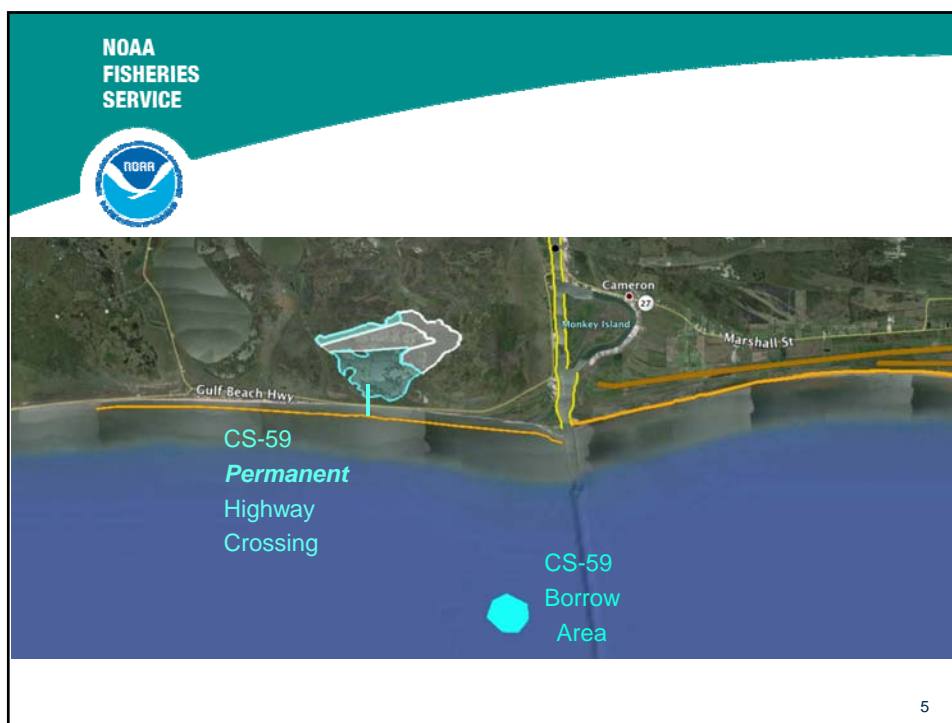 NOAA
FISHERIES
SERVICE
NOAA
Cameron
27
Monkey Island
Marshall St
Gulf Beach Hwy
CS-59
Permanent
Highway
Crossing
CS-59
Borrow
Area
5